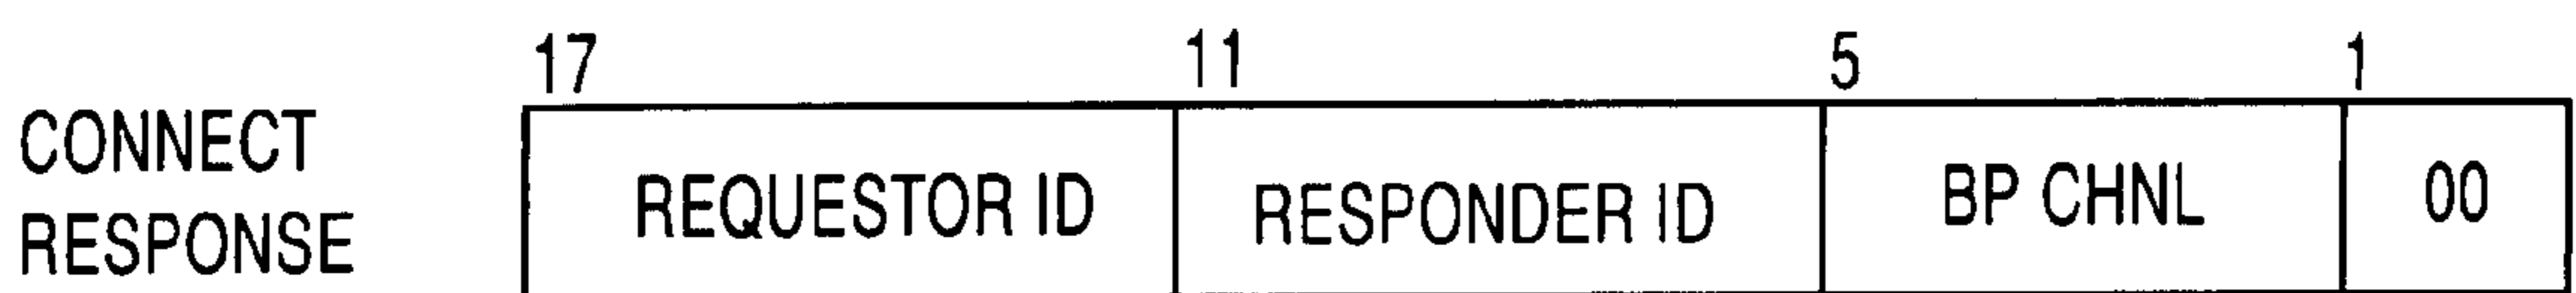 17 11 5 1
CONNECT
RESPONSE
REQUESTOR ID RESPONDER ID BP CHNL 00